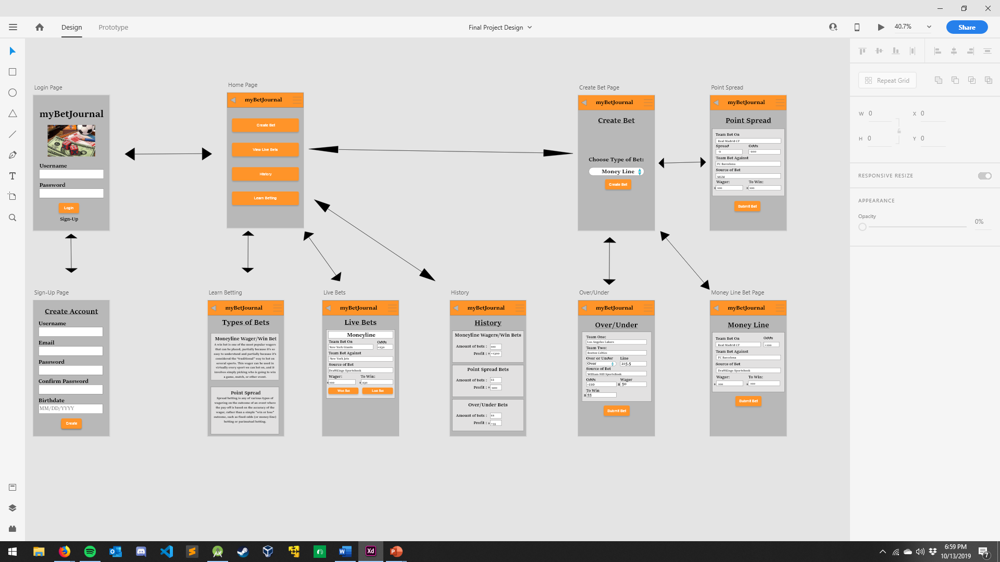 Design
Prototype
Final Project Design
40.7%
Share
Repeat Grid
W 0
X 0
H 0
Y 0
RESPONSIVE RESIZE
APPEARANCE
Opacity
0%
Login Page
myBetJournal
Username
Password
Login
Sign-Up
Home Page
myBetJournal
Create Bet
View Live Bets
History
Learn Betting
Create Bet Page
myBetJournal
Create Bet
Choose Type of Bet:
Money Line
Create Bet
Point Spread
myBetJournal
Point Spread
Team Bet On
Real Madrid CF
Spread Odds
-2 -200
Team Bet Against
FC Barcelona
Source of Bet
MGM
Wager: To Win:
$ 100 $ 100
Submit Bet
Sign-Up Page
Create Account
Username
Email
Password
Confirm Password
Birthdate
MM/DD/YYYY
Create
Learn Betting
myBetJournal
Types of Bets
Moneyline Wager/Win Bet
A win bet is one of the most popular wagers
that can be placed, partially because it's so
easy to understand and partially because it's
considered the "traditional" way to bet on
several sports. This wager can be used in
virtually every sport we can bet on, and it
involves simply picking who is going to win
a game, match, or other event.
Point Spread
Spread betting is any of various types of
wagering on the outcome of an event where
the pay-off is based on the accuracy of the
wager, rather than a simple "win or lose"
outcome, such as fixed-odds (or money-line)
betting or parimutuel betting.
Live Bets
myBetJournal
Live Bets
Moneyline
Team Bet On Odds
New York Giants +230
Team Bet Against
New York Jets
Source of Bet
DraftKings Sportsbook
Wager: To Win:
$ 100 $ 230
Won Bet Lost Bet
History
myBetJournal
History
Moneyline Wagers/Win Bets
Amount of bets : 100
Profit : $ +1300
Point Spread Bets
Amount of bets : 53
Profit : $ -200
Over/Under Bets
Amount of bets : 22
Profit : $ +55
Over/Under
myBetJournal
Over/Under
Team One:
Los Angeles Lakers
Team Two:
Boston Celtics
Over or Under Line
Over 215.5
Source of Bet
William Hill SportsBook
Odds Wager
-110 $ 50
To Win
$ 55
Submit Bet
Money Line Bet Page
myBetJournal
Money Line
Team Bet On Odds
Real Madrid CF +100
Team Bet Against
FC Barcelona
Source of Bet
DraftKings Sportsbook
Wager: To Win:
$ 100 $ 100
Submit Bet
Xd
6:59 PM
10/13/2019
7